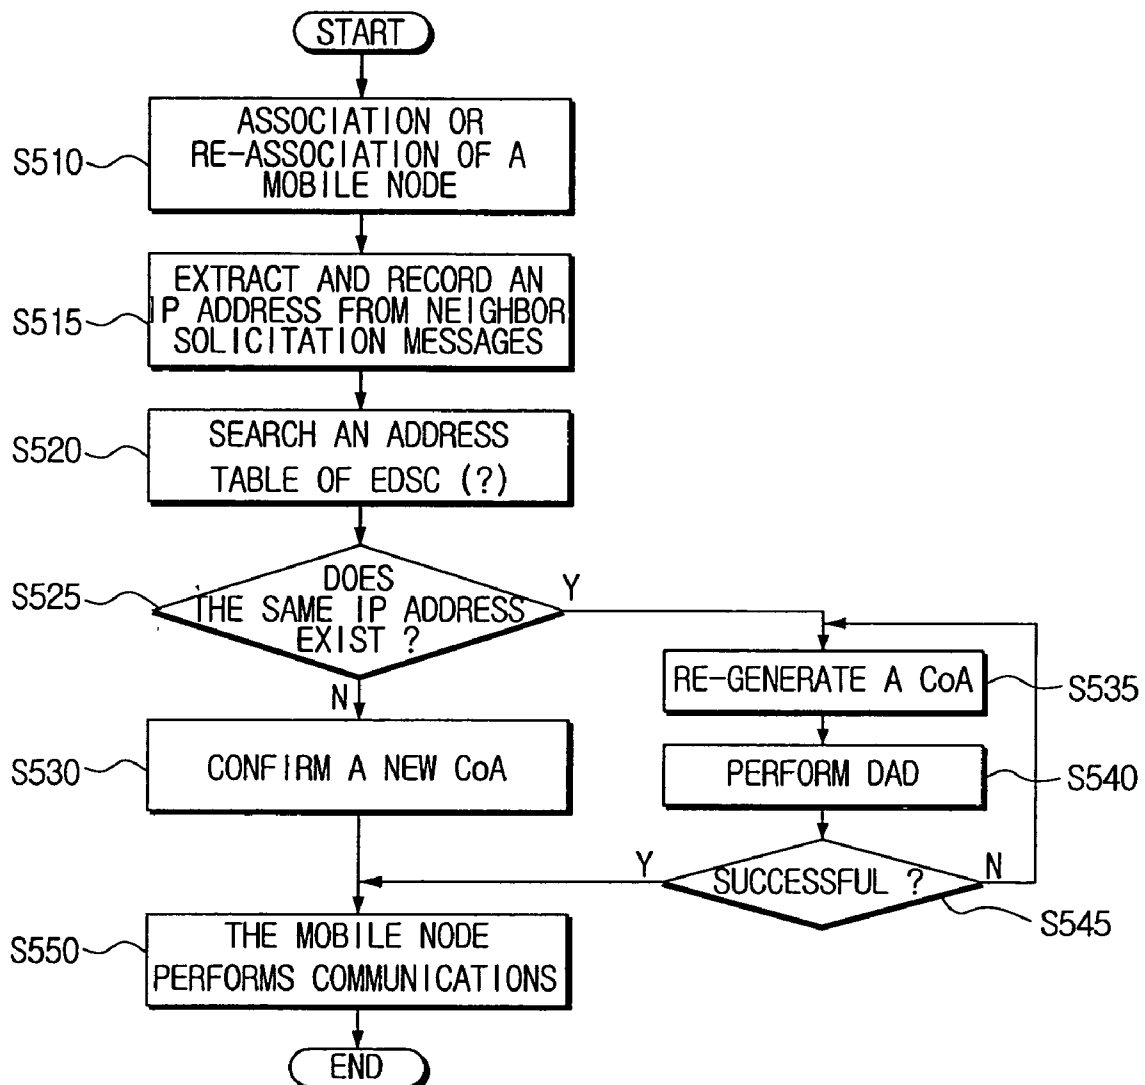 START
S510
ASSOCIATION OR
RE-ASSOCIATION OF A
MOBILE NODE
S515
EXTRACT AND RECORD AN
IP ADDRESS FROM NEIGHBOR
SOLICITATION MESSAGES
S520
SEARCH AN ADDRESS
TABLE OF EDSC (?)
S525
DOES
THE SAME IP ADDRESS
EXIST ?
Y
N
RE-GENERATE A CoA
S535
S530
CONFIRM A NEW CoA
PERFORM DAD
S540
SUCCESSFUL ?
Y
N
S545
S550
THE MOBILE NODE
PERFORMS COMMUNICATIONS
END